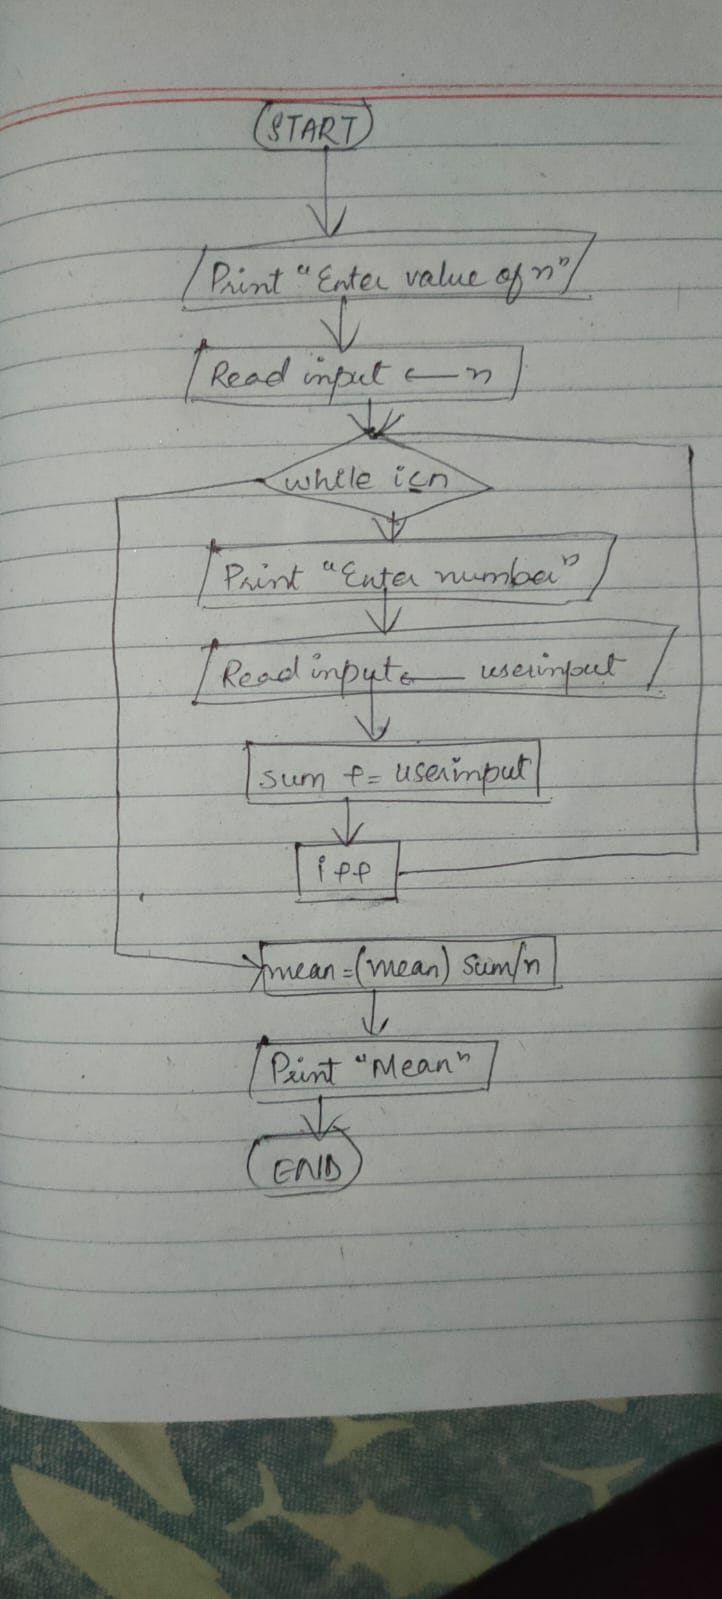 START
Print "Enter value of n"
Read input ← n
while i<n
Print "Enter number"
Read input ← userinput
sum += userinput
i++
mean = (mean) sum/n
Print "Mean"
END